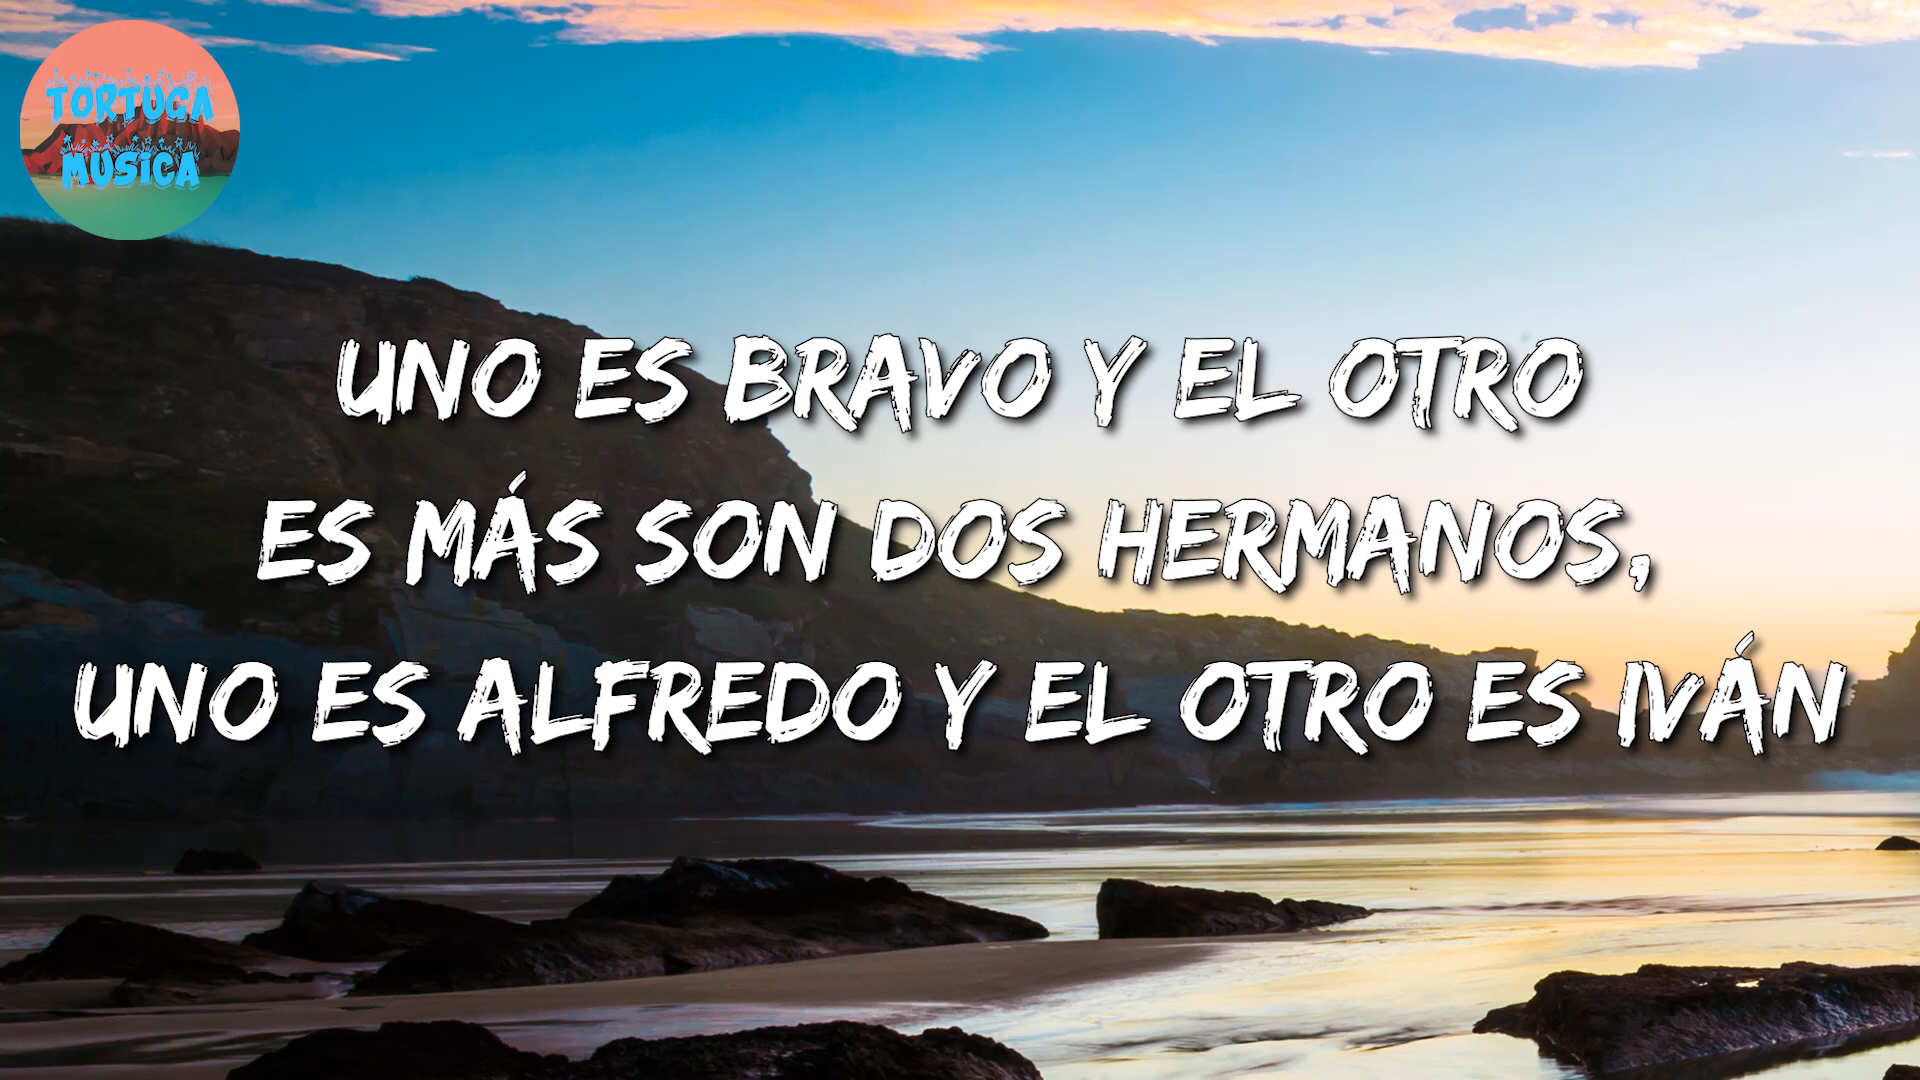 TORTUGA
MUSICA
UNO ES BRAVO Y EL OTRO
ES MÁS SON DOS HERMANOS,
UNO ES ALFREDO Y EL OTRO ES IVÁN